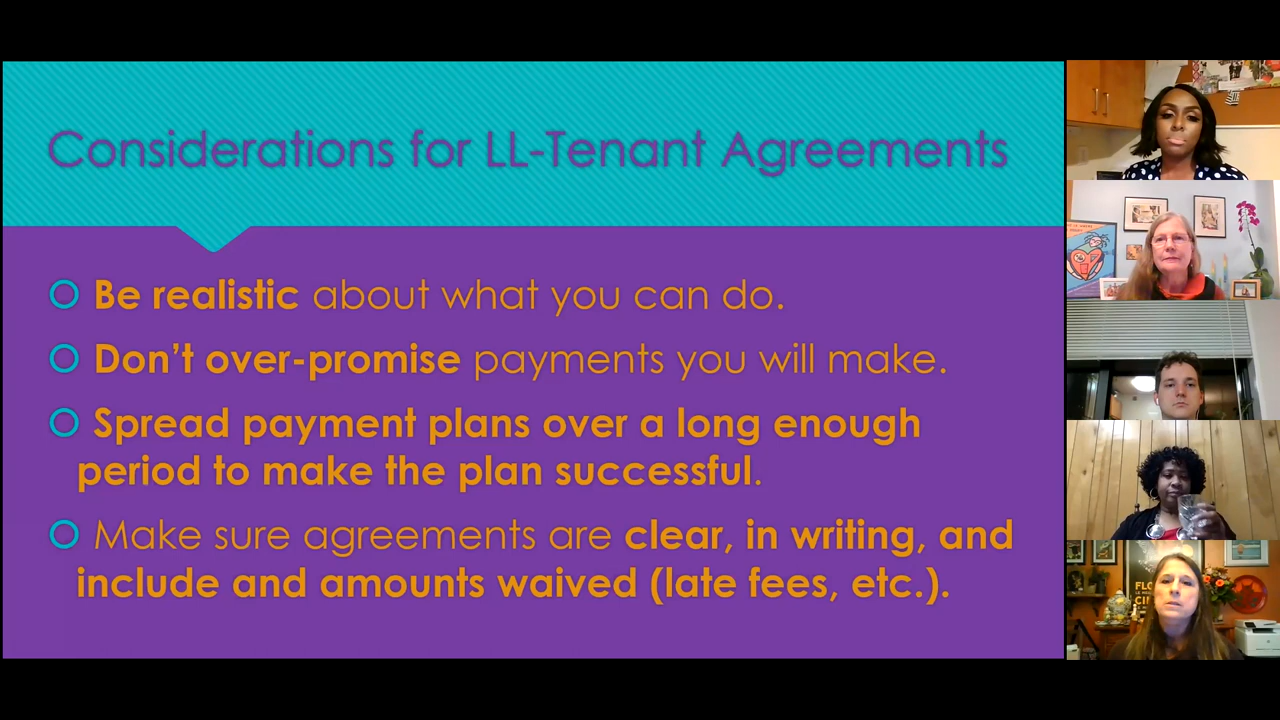 Considerations for LL-Tenant Agreements
Be realistic about what you can do.
Don't over-promise payments you will make.
Spread payment plans over a long enough
period to make the plan successful.
Make sure agreements are clear, in writing, and
include and amounts waived (late fees, etc.).